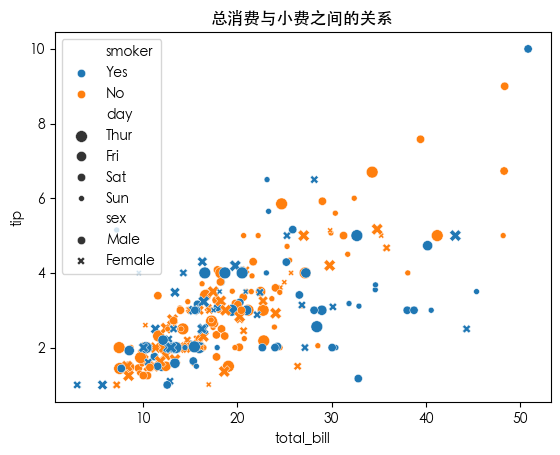 总消费与小费之间的关系
smoker
Yes
No
day
Thur
Fri
Sat
Sun
sex
Male
Female
tip
10
8
6
4
2
10
20
30
40
50
total_bill